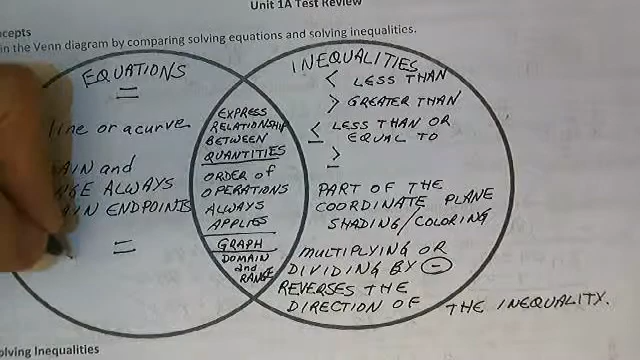 Unit 1A Test Review
cepts
in the Venn diagram by comparing solving equations and solving inequalities.
EQUATIONS
=
line or a curve
AIN and
ALWAYS
ENDPOINTS
=
EXPRESS
RELATIONSHIP
BETWEEN
QUANTITIES
ORDER of
OPERATIONS
ALWAYS
APPLIES
GRAPH
DOMAIN
and
RANGE
INEQUALITIES
< LESS THAN
> GREATER THAN
≤ LESS THAN OR
EQUAL TO
≥
PART OF THE
COORDINATE PLANE
SHADING/COLORING
MULTIPLYING OR
DIVIDING BY -
REVERSES THE
DIRECTION OF THE INEQUALITY.
olving Inequalities